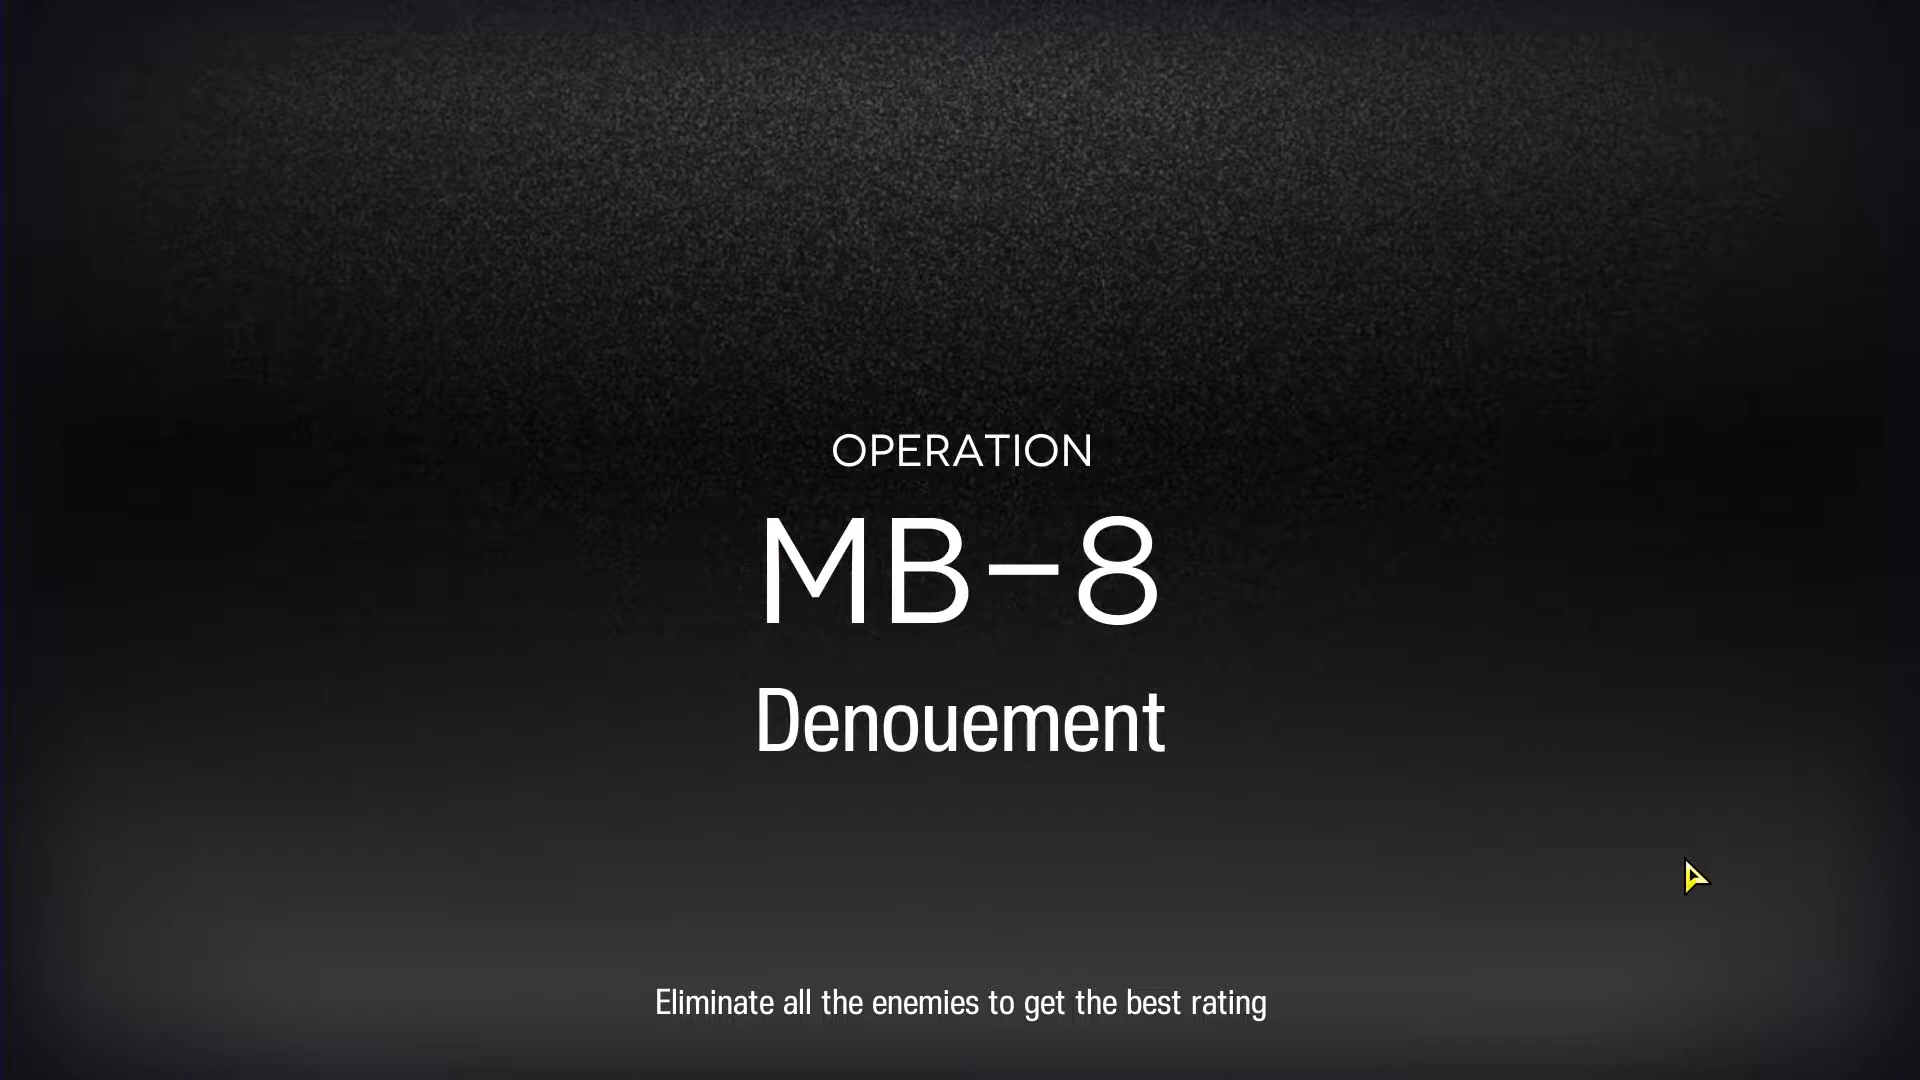 OPERATION
MB-8
Denouement
Eliminate all the enemies to get the best rating